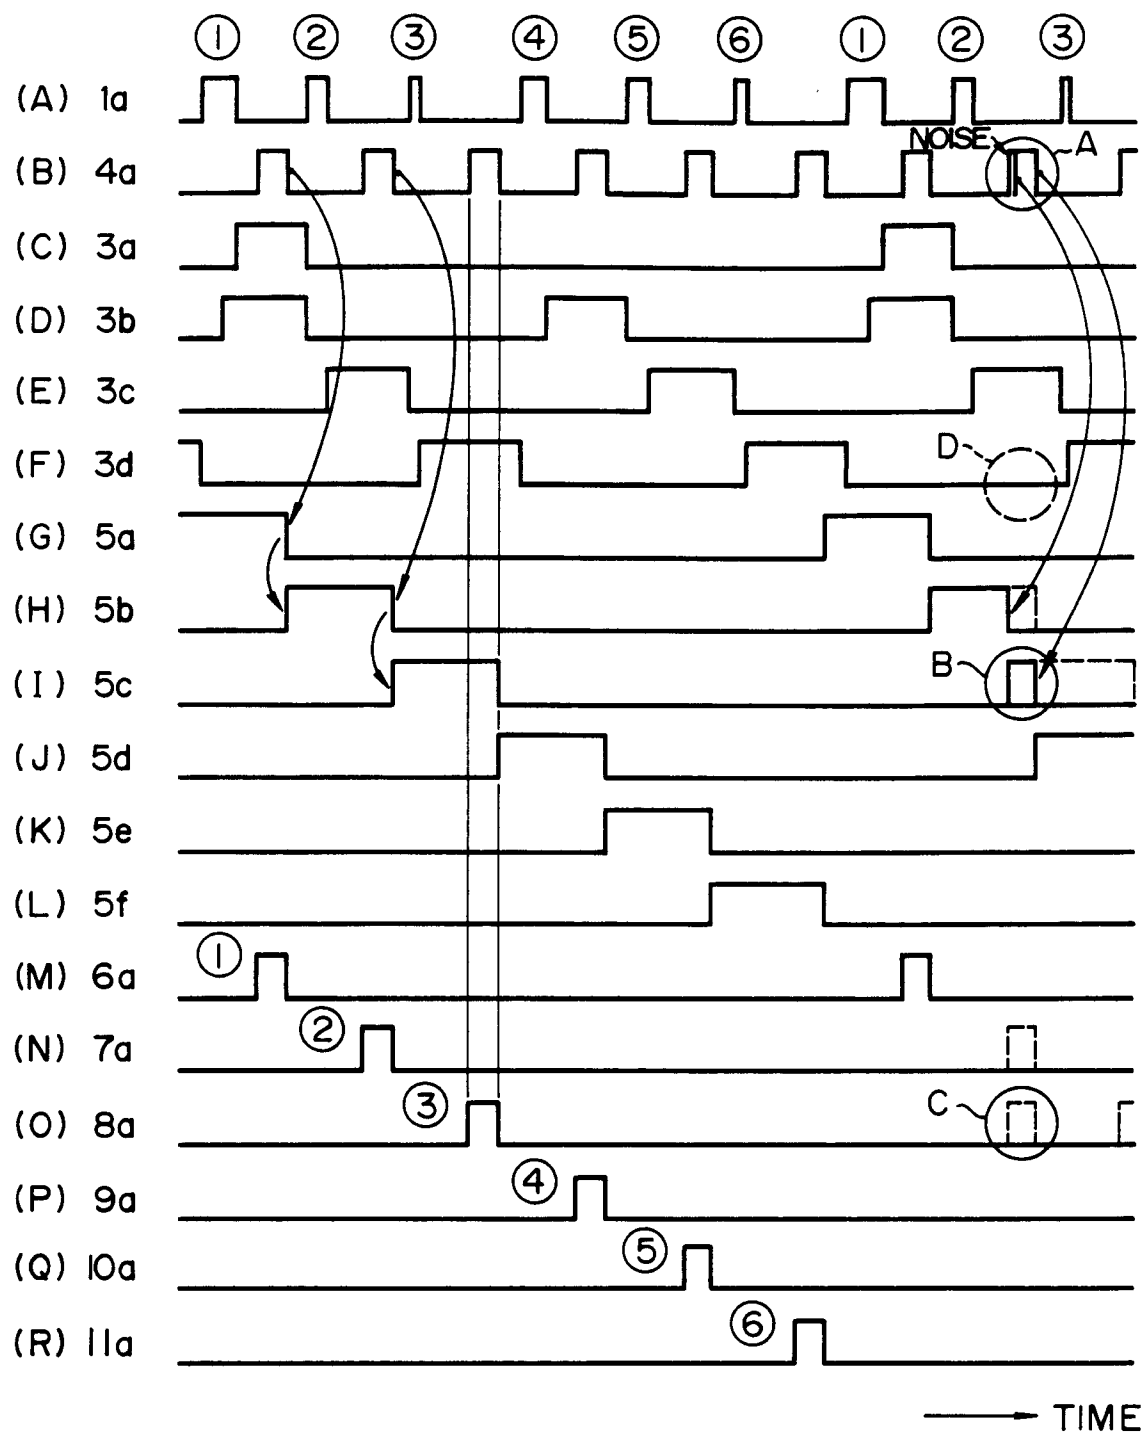 ① ② ③ ④ ⑤ ⑥ ① ② ③
(A) 1a
NOISE A
(B) 4a
(C) 3a
(D) 3b
(E) 3c
(F) 3d D
(G) 5a
(H) 5b
(I) 5c B
(J) 5d
(K) 5e
(L) 5f
(M) 6a ①
(N) 7a ②
(O) 8a ③ C
(P) 9a ④
(Q) 10a ⑤
(R) 11a ⑥
TIME